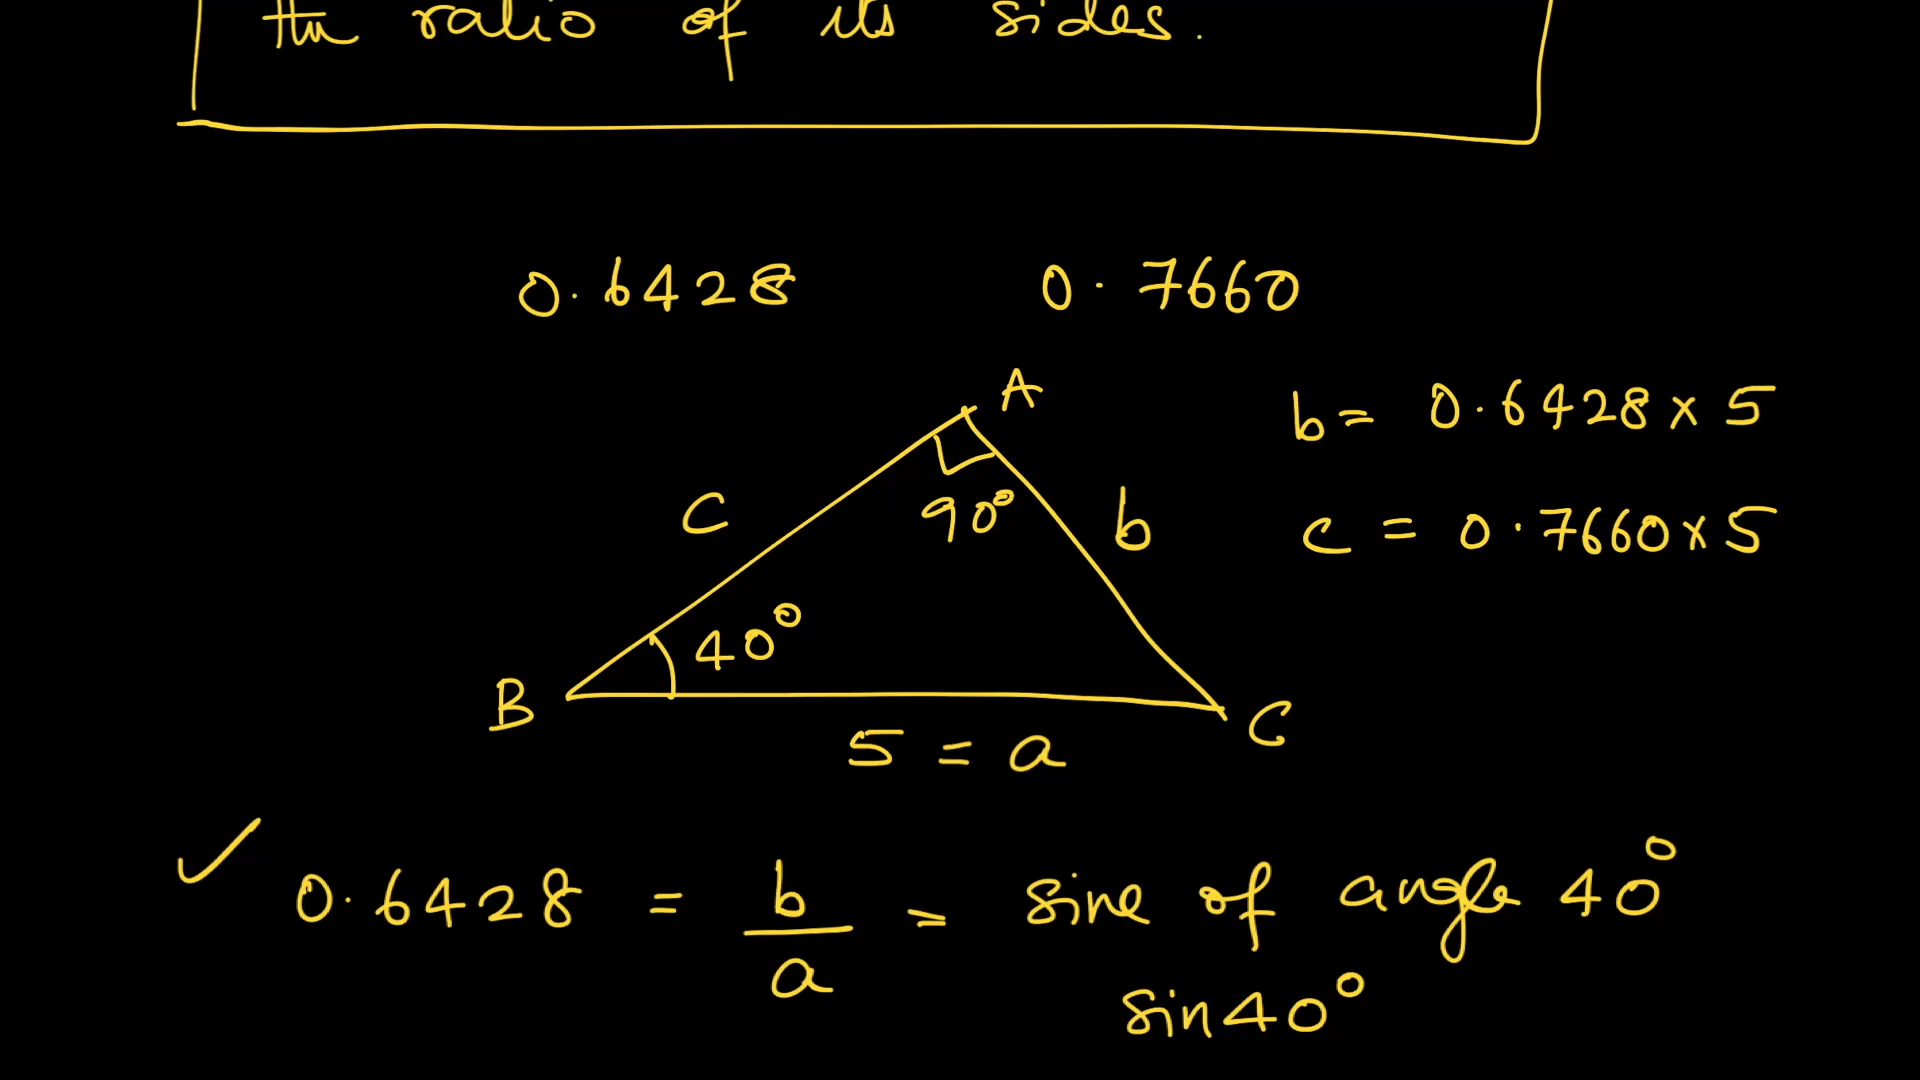 the ratio of its sides.
0.6428 0.7660
A
b = 0.6428 x 5
c
90°
b
c = 0.7660 x 5
40°
B
C
5 = a
✓ 0.6428 = b/a = sine of angle 40°
sin 40°